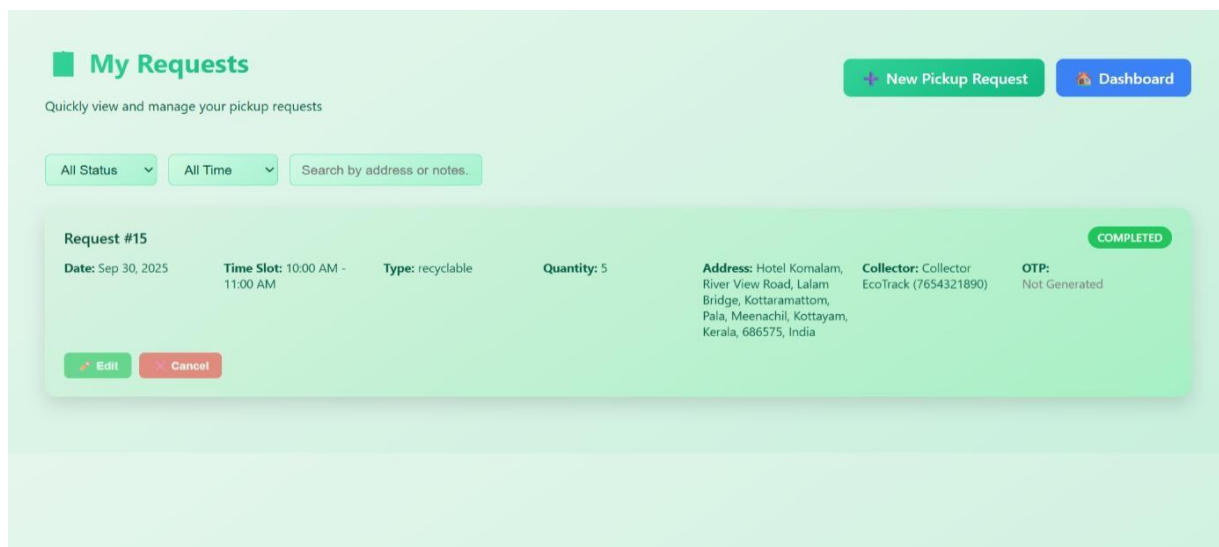 My Requests
New Pickup Request
Dashboard
Quickly view and manage your pickup requests
All Status
All Time
Search by address or notes.
Request #15
COMPLETED
Date: Sep 30, 2025
Time Slot: 10:00 AM -
11:00 AM
Type: recyclable
Quantity: 5
Address: Hotel Komalam,
River View Road, Lalam
Bridge, Kottaramattom,
Pala, Meenachil, Kottayam,
Kerala, 686575, India
Collector: Collector
EcoTrack (7654321890)
OTP:
Not Generated
Edit
Cancel